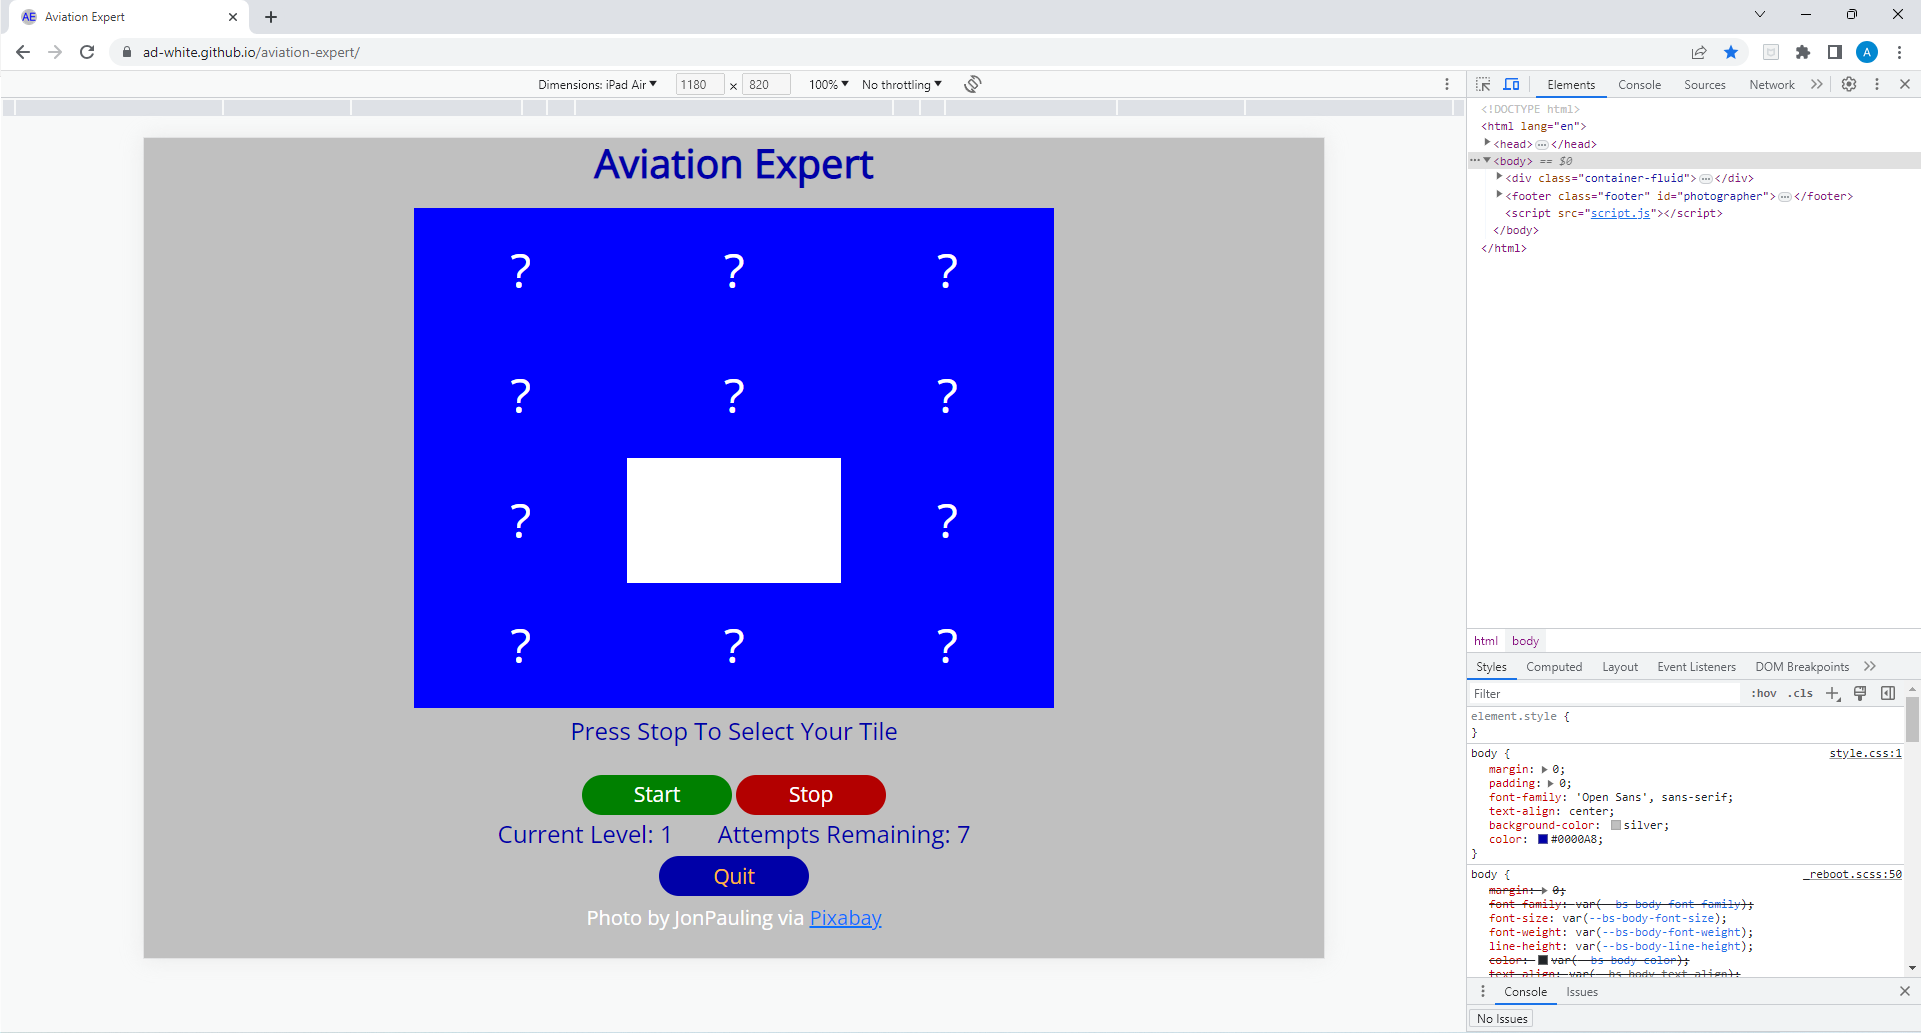 AE Aviation Expert
ad-white.github.io/aviation-expert/
A
Dimensions: iPad Air 1180 × 820 100% No throttling
Elements Console Sources Network
Aviation Expert
? ? ?
? ? ?
? ?
? ? ?
Press Stop To Select Your Tile
Start Stop
Current Level: 1 Attempts Remaining: 7
Quit
Photo by JonPauling via Pixabay
<!DOCTYPE html>
<html lang="en">
<head> … </head>
<body> == $0
<div class="container-fluid"> … </div>
<footer class="footer" id="photographer"> … </footer>
<script src="script.js"></script>
</body>
</html>
html body
Styles Computed Layout Event Listeners DOM Breakpoints
Filter :hov .cls
element.style {
}
body { style.css:1
margin: 0;
padding: 0;
font-family: 'Open Sans', sans-serif;
text-align: center;
background-color: silver;
color: #0000A8;
}
body { _reboot.scss:50
margin: 0;
font-family: var(--bs-body-font-family);
font-size: var(--bs-body-font-size);
font-weight: var(--bs-body-font-weight);
line-height: var(--bs-body-line-height);
color: var(--bs-body-color);
text-align: var(--bs-body-text-align);
Console Issues
No Issues